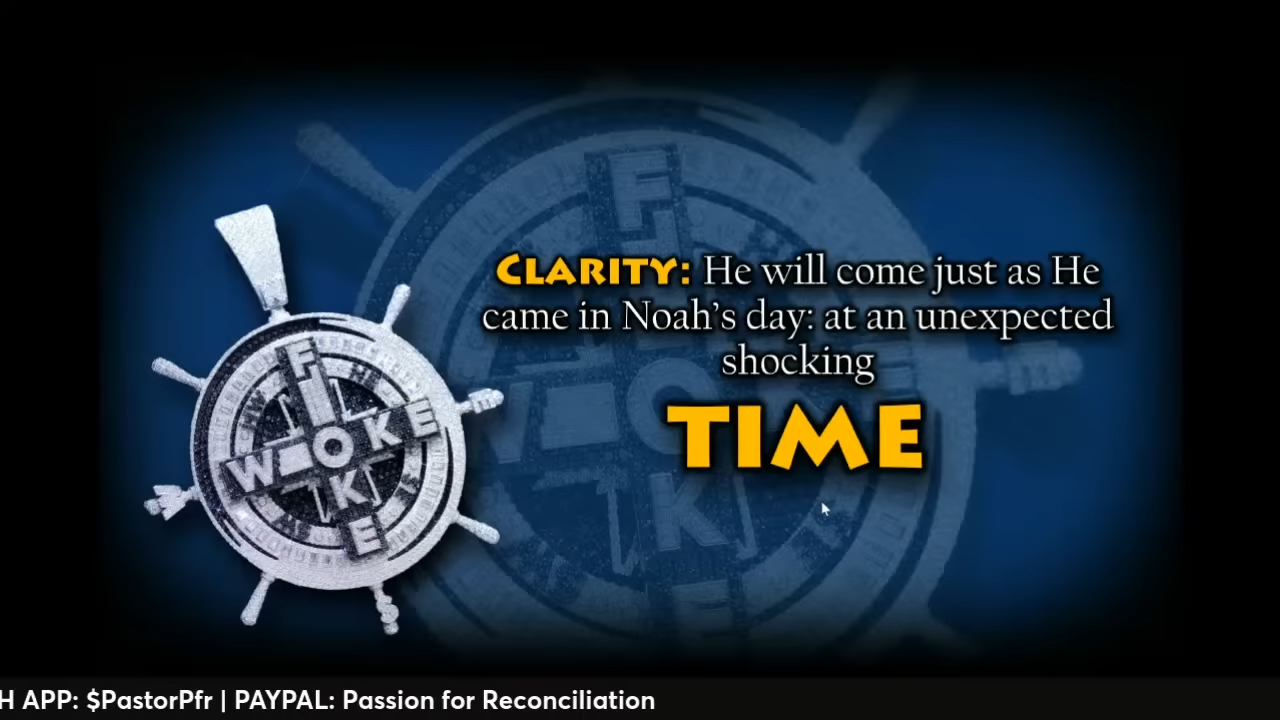 CLARITY: He will come just as He
came in Noah's day: at an unexpected
shocking
TIME
F
I
WOKE
K
E
H APP: $PastorPfr | PAYPAL: Passion for Reconciliation